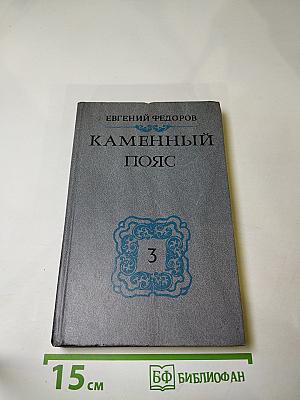 ЕВГЕНИЙ ФЕДОРОВ
КАМЕННЫЙ
ПОЯС
3
15 см
БФ БИБЛИОФАН